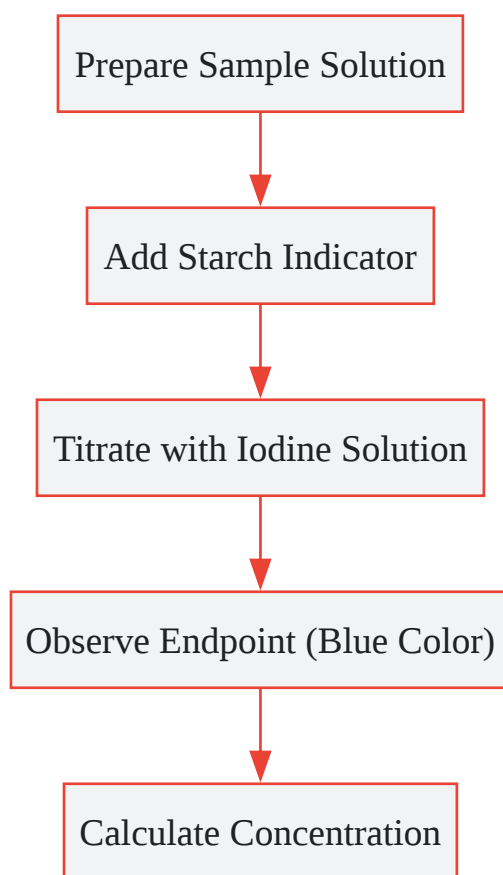 Prepare Sample Solution
Add Starch Indicator
Titrate with Iodine Solution
Observe Endpoint (Blue Color)
Calculate Concentration